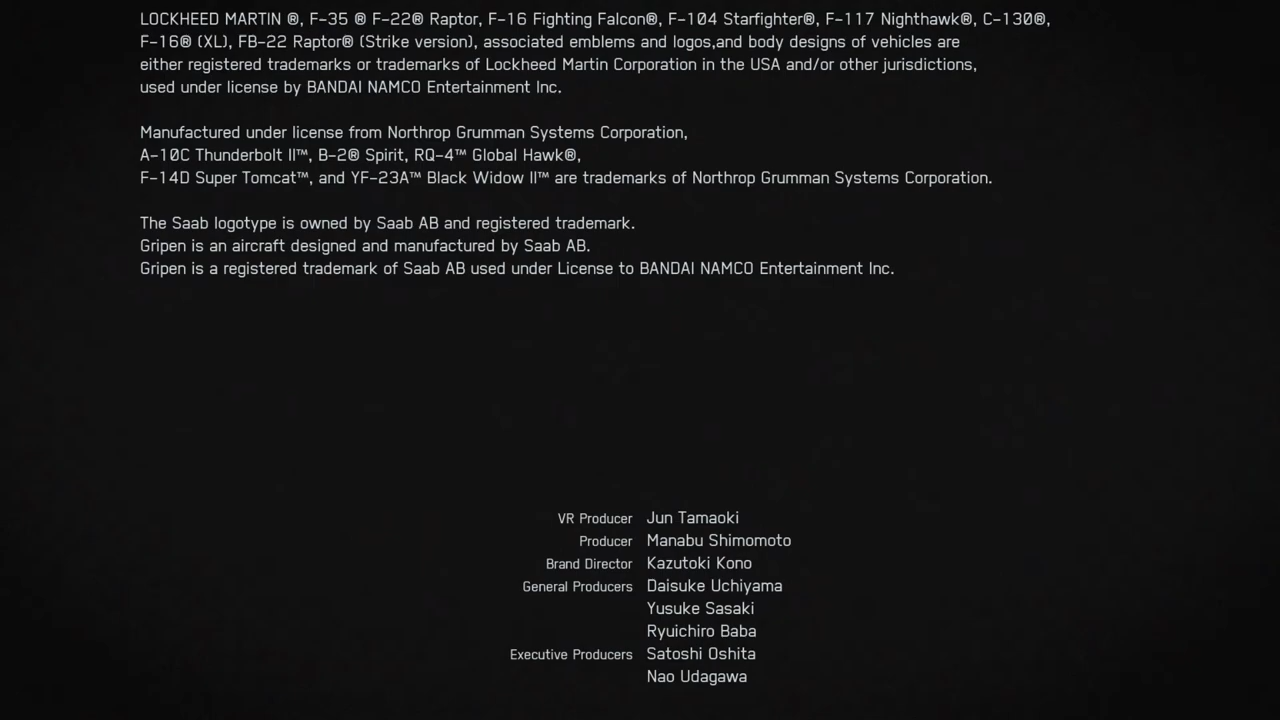 LOCKHEED MARTIN ®, F-35 ® F-22® Raptor, F-16 Fighting Falcon®, F-104 Starfighter®, F-117 Nighthawk®, C-130®,
F-16® (XL), FB-22 Raptor® (Strike version), associated emblems and logos,and body designs of vehicles are
either registered trademarks or trademarks of Lockheed Martin Corporation in the USA and/or other jurisdictions,
used under license by BANDAI NAMCO Entertainment Inc.
Manufactured under license from Northrop Grumman Systems Corporation,
A-10C Thunderbolt II™, B-2® Spirit, RQ-4™ Global Hawk®,
F-14D Super Tomcat™, and YF-23A™ Black Widow II™ are trademarks of Northrop Grumman Systems Corporation.
The Saab logotype is owned by Saab AB and registered trademark.
Gripen is an aircraft designed and manufactured by Saab AB.
Gripen is a registered trademark of Saab AB used under License to BANDAI NAMCO Entertainment Inc.
VR Producer Jun Tamaoki
Producer Manabu Shimomoto
Brand Director Kazutoki Kono
General Producers Daisuke Uchiyama
Yusuke Sasaki
Ryuichiro Baba
Executive Producers Satoshi Oshita
Nao Udagawa